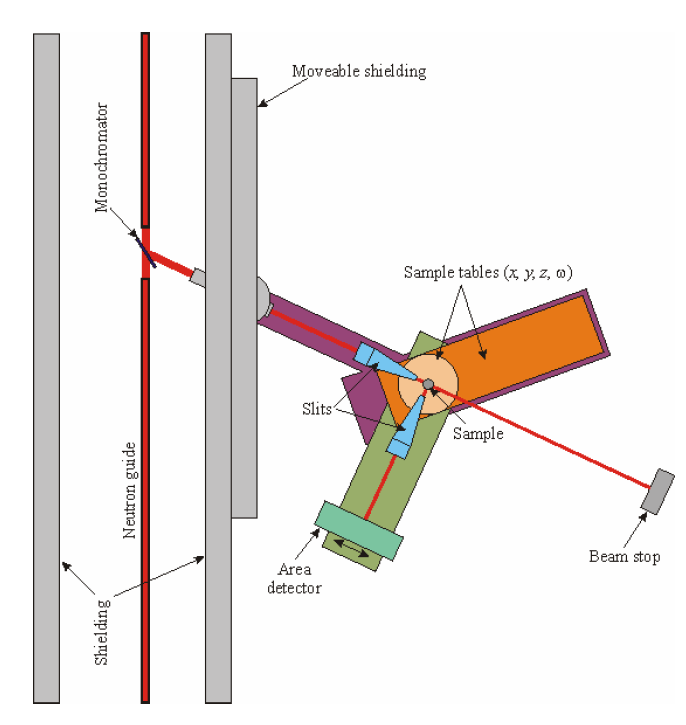 Moveable shielding
Monochromator
Sample tables (x, y, z, ω)
Slits
Sample
Neutron guide
Beam stop
Area
detector
Shielding